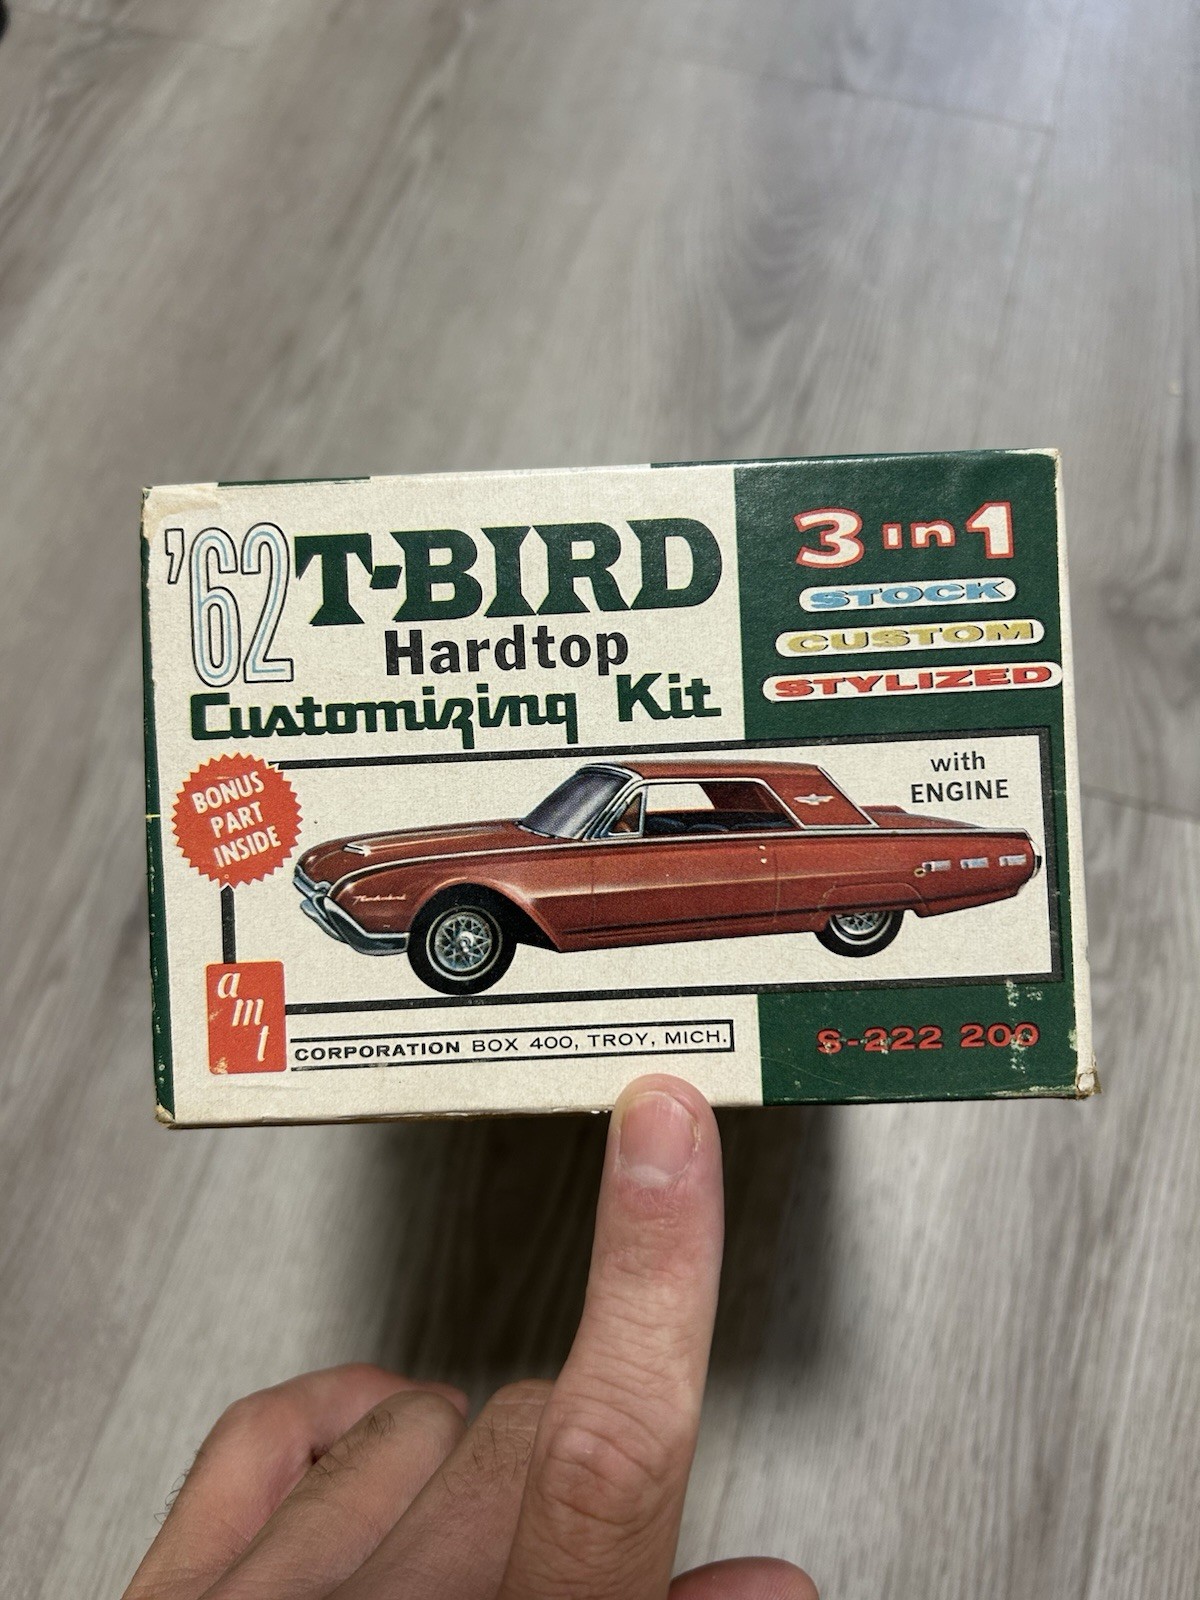 '62 T-BIRD
Hardtop
Customizing Kit
3 in 1
STOCK
CUSTOM
STYLIZED
with
ENGINE
BONUS
PART
INSIDE
Thunderbird
amt
CORPORATION BOX 400, TROY, MICH.
S-222 200